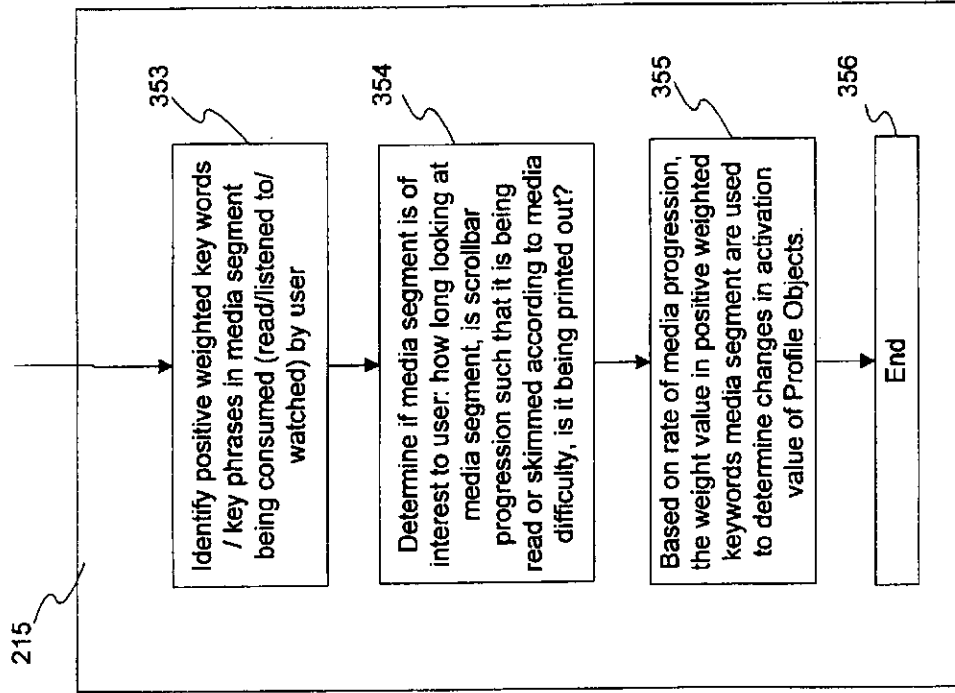 215
353
Identify positive weighted key words
/ key phrases in media segment
being consumed (read/listened to/
watched) by user
354
Determine if media segment is of
interest to user: how long looking at
media segment, is scrollbar
progression such that it is being
read or skimmed according to media
difficulty, is it being printed out?
355
Based on rate of media progression,
the weight value in positive weighted
keywords media segment are used
to determine changes in activation
value of Profile Objects.
356
End